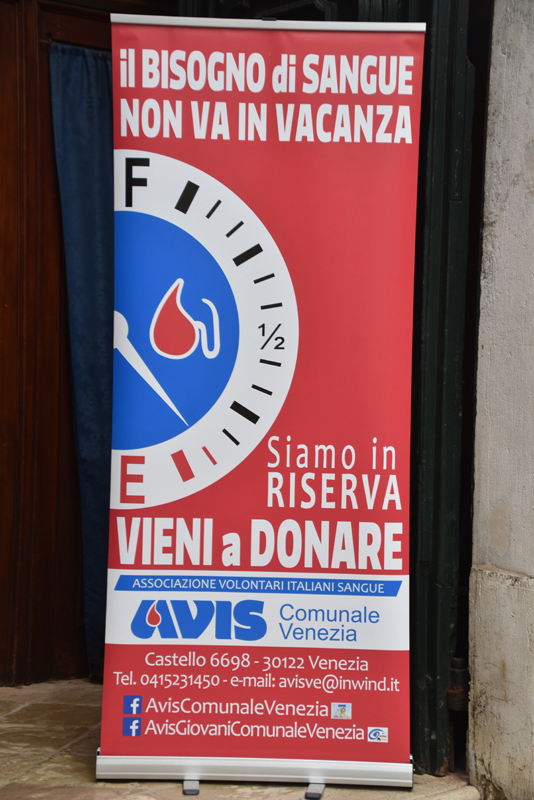 il BISOGNO di SANGUE
NON VA IN VACANZA
F
½
E
Siamo in
RISERVA
VIENI a DONARE
ASSOCIAZIONE VOLONTARI ITALIANI SANGUE
AVIS Comunale
Venezia
Castello 6698 - 30122 Venezia
Tel. 0415231450 - e-mail: avisve@inwind.it
f AvisComunaleVenezia
f AvisGiovaniComunaleVenezia